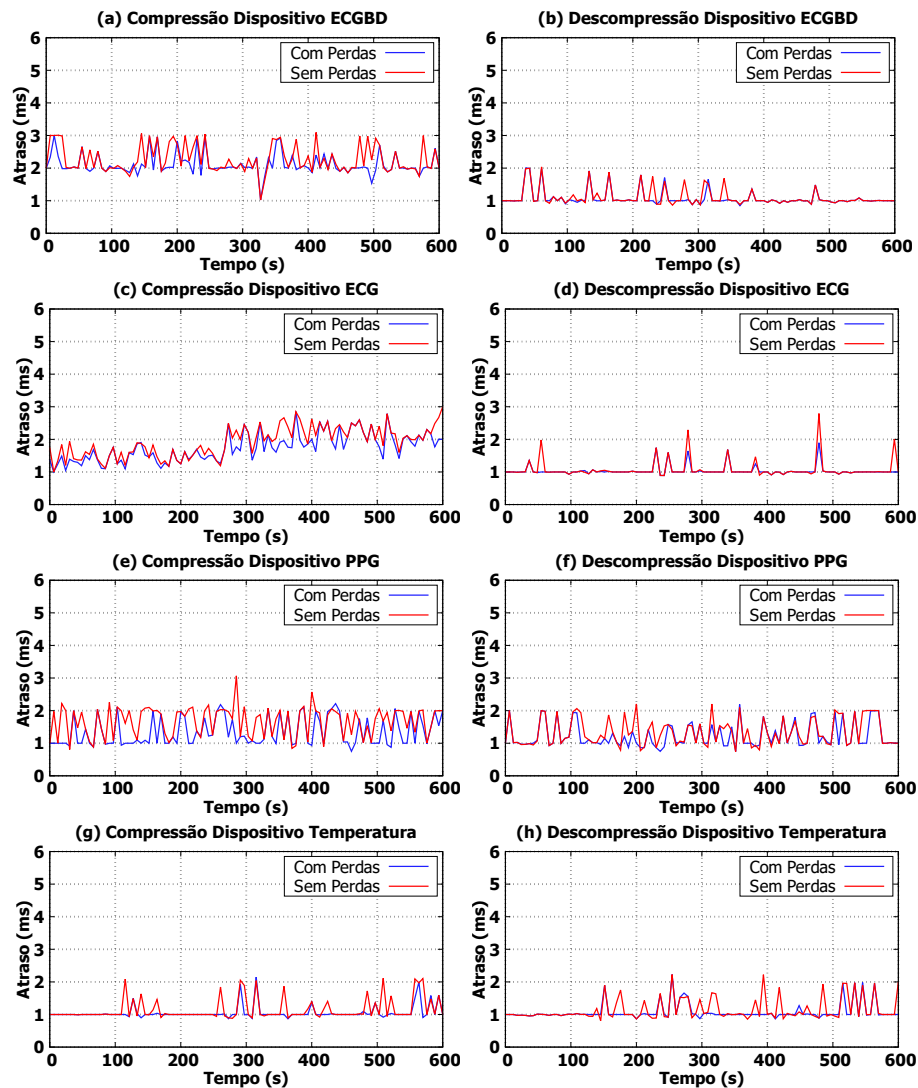 (a) Compressão Dispositivo ECGBD
Com Perdas
Sem Perdas
Atraso (ms)
6
5
4
3
2
1
0
0 100 200 300 400 500 600
Tempo (s)
(b) Descompressão Dispositivo ECGBD
Com Perdas
Sem Perdas
Atraso (ms)
6
5
4
3
2
1
0
0 100 200 300 400 500 600
Tempo (s)
(c) Compressão Dispositivo ECG
Com Perdas
Sem Perdas
Atraso (ms)
6
5
4
3
2
1
0
0 100 200 300 400 500 600
Tempo (s)
(d) Descompressão Dispositivo ECG
Com Perdas
Sem Perdas
Atraso (ms)
6
5
4
3
2
1
0
0 100 200 300 400 500 600
Tempo (s)
(e) Compressão Dispositivo PPG
Com Perdas
Sem Perdas
Atraso (ms)
6
5
4
3
2
1
0
0 100 200 300 400 500 600
Tempo (s)
(f) Descompressão Dispositivo PPG
Com Perdas
Sem Perdas
Atraso (ms)
6
5
4
3
2
1
0
0 100 200 300 400 500 600
Tempo (s)
(g) Compressão Dispositivo Temperatura
Com Perdas
Sem Perdas
Atraso (ms)
6
5
4
3
2
1
0
0 100 200 300 400 500 600
Tempo (s)
(h) Descompressão Dispositivo Temperatura
Com Perdas
Sem Perdas
Atraso (ms)
6
5
4
3
2
1
0
0 100 200 300 400 500 600
Tempo (s)